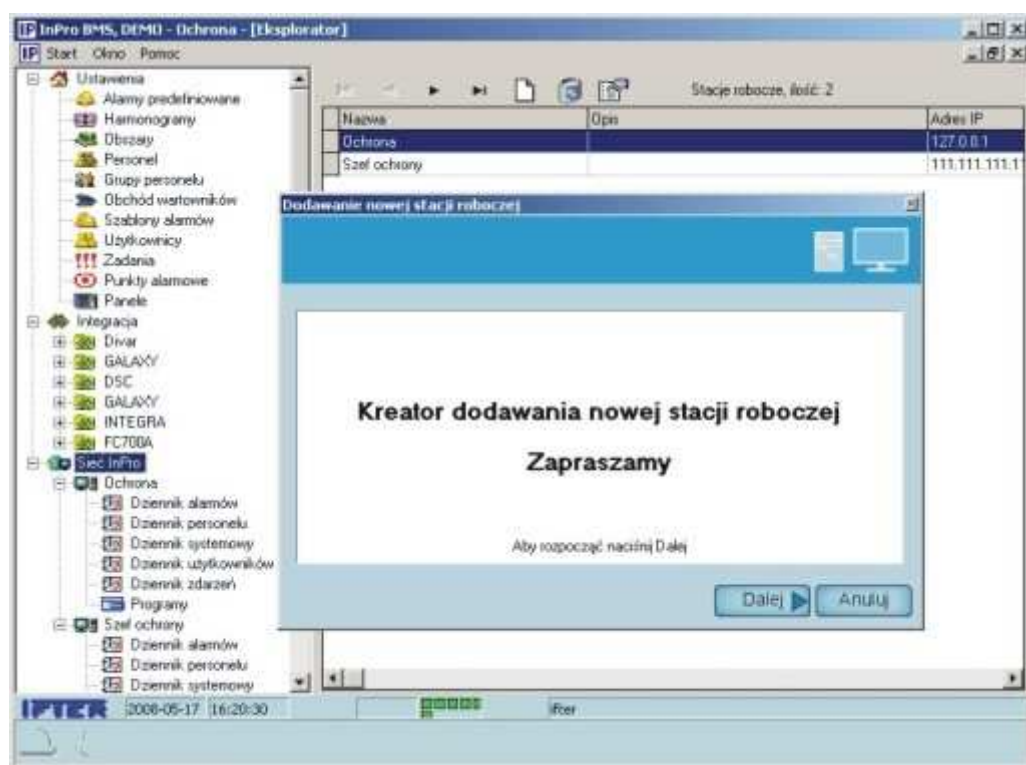 InPro BMS, DEMO - Ochrona - [Eksplorator]
Start Okno Pomoc
Ustawienia
Alarmy predefiniowane
Harmonogramy
Obszary
Personel
Grupy personelu
Obchód wartowników
Szablony alarmów
Użytkownicy
Zadania
Punkty alarmowe
Panele
Integracja
Divar
GALAXY
DSC
GALAXY
INTEGRA
FC700A
Sieć InPro
Ochrona
Dziennik alarmów
Dziennik personelu
Dziennik systemowy
Dziennik użytkowników
Dziennik zdarzeń
Programy
Szef ochrony
Dziennik alarmów
Dziennik personelu
Dziennik systemowy
Stacje robocze, ilość: 2
Nazwa Opis Adres IP
Ochrona 127.0.0.1
Szef ochrony 111.111.111.11
Dodawanie nowej stacji roboczej
Kreator dodawania nowej stacji roboczej
Zapraszamy
Aby rozpocząć naciśnij Dalej
Dalej Anuluj
IFTER 2008-05-17 16:20:30 ifter